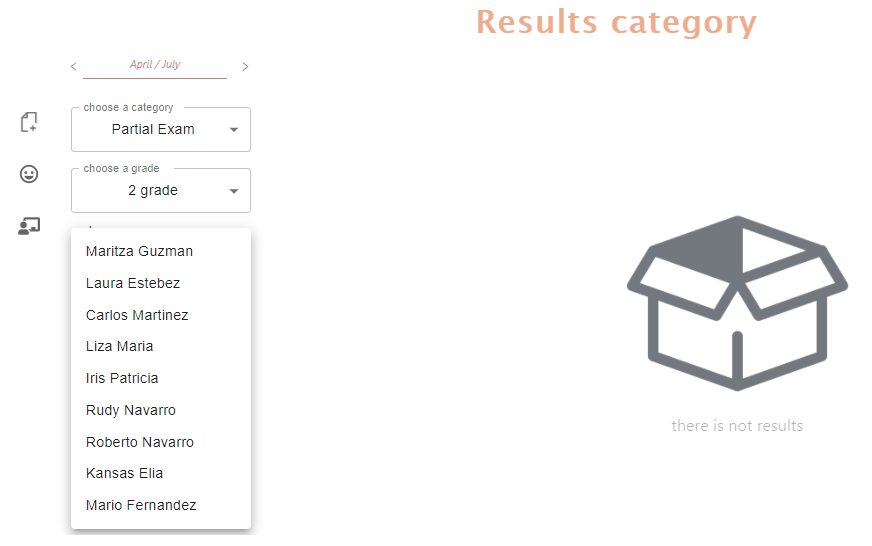 Results category
< April / July >
choose a category
Partial Exam
choose a grade
2 grade
Maritza Guzman
Laura Estebez
Carlos Martinez
Liza Maria
Iris Patricia
Rudy Navarro
Roberto Navarro
Kansas Elia
Mario Fernandez
there is not results